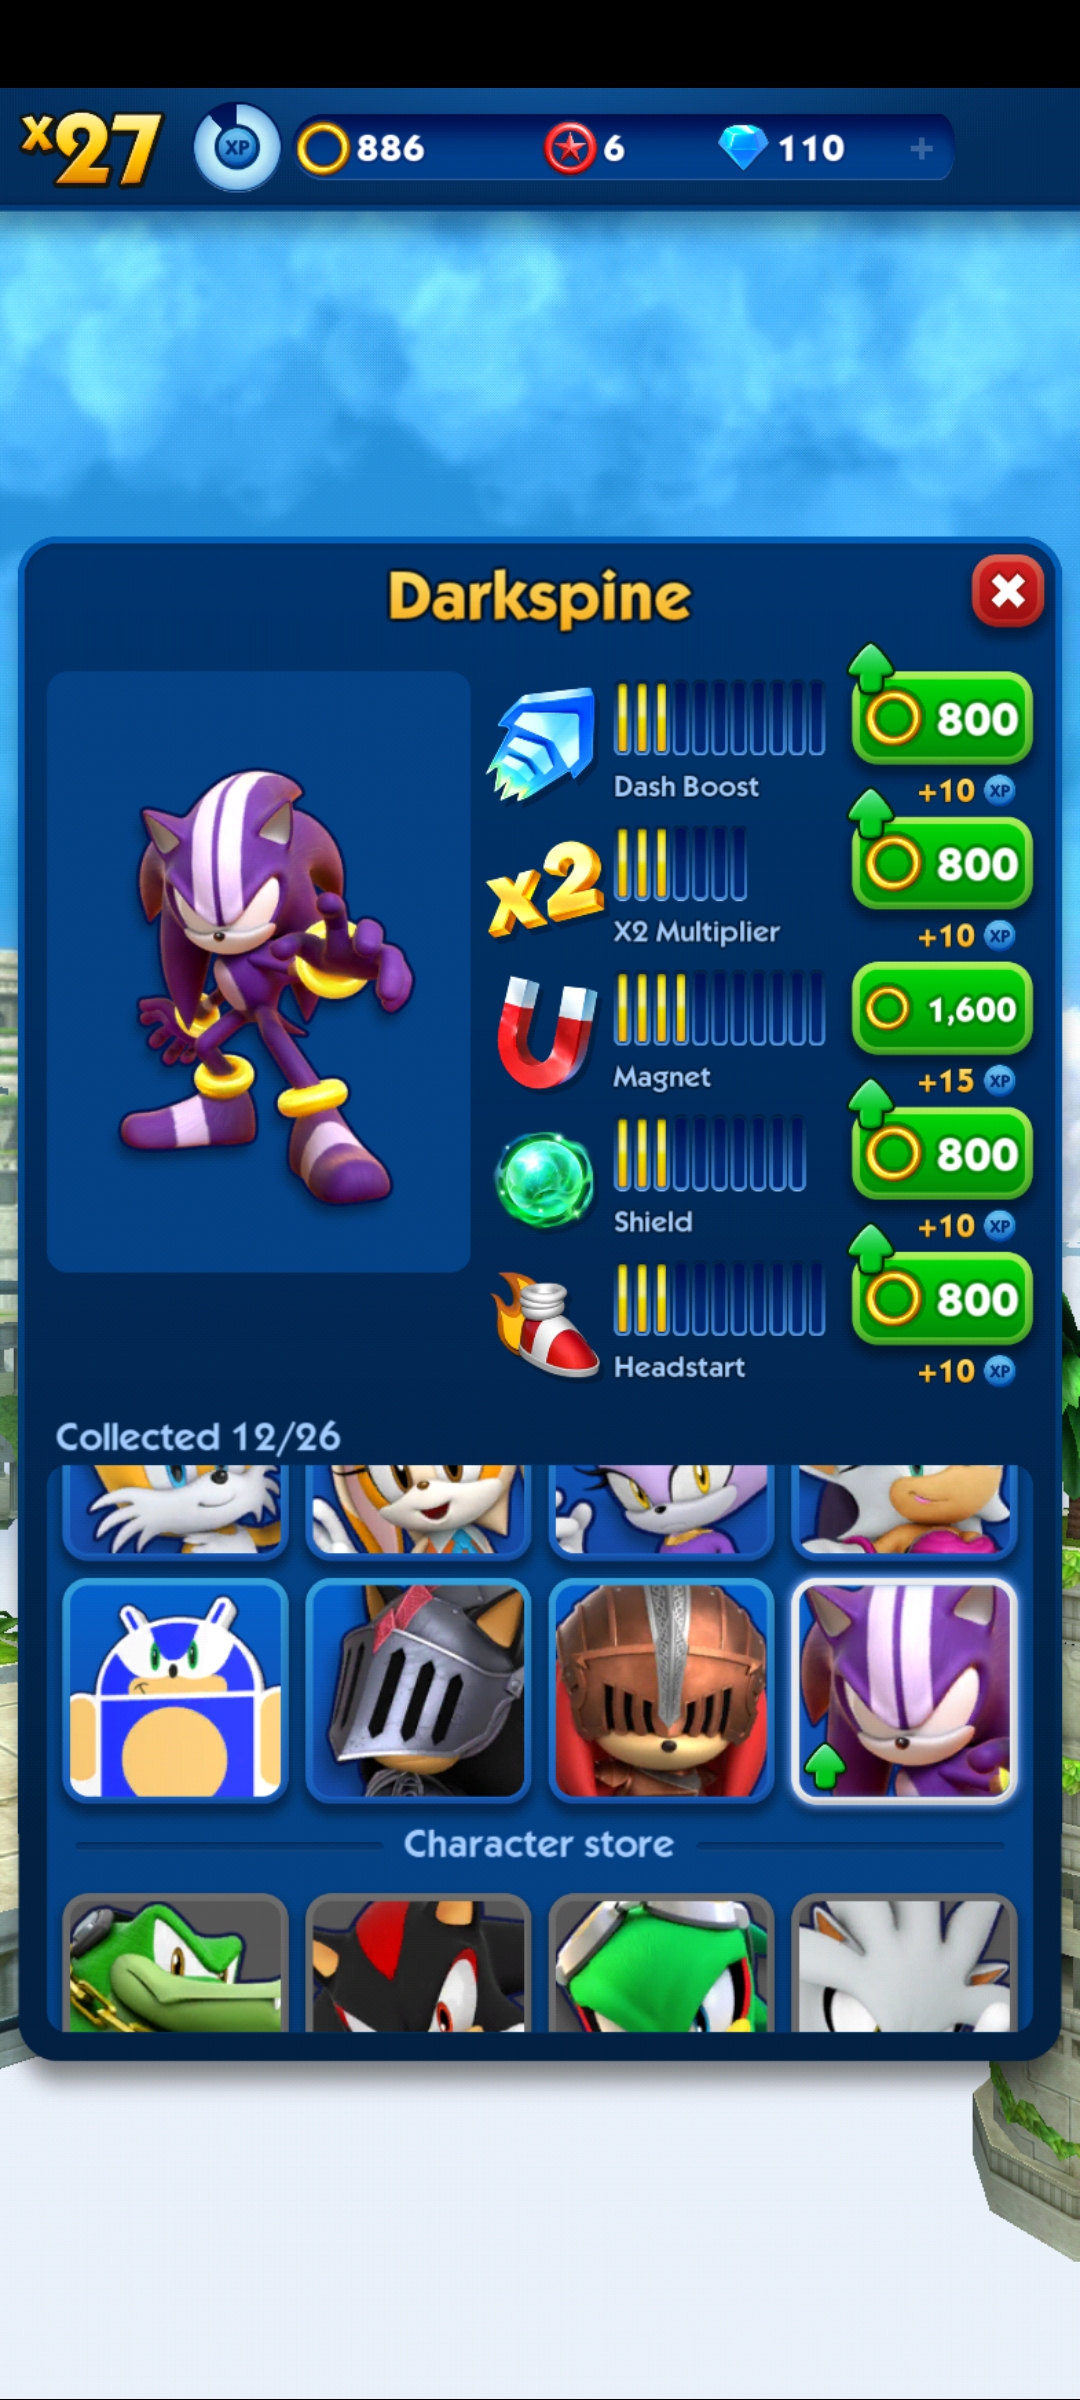 x27
XP
886
6
110
+
Darkspine
800
Dash Boost
+10 XP
x2
800
X2 Multiplier
+10 XP
1,600
Magnet
+15 XP
800
Shield
+10 XP
800
Headstart
+10 XP
Collected 12/26
Character store